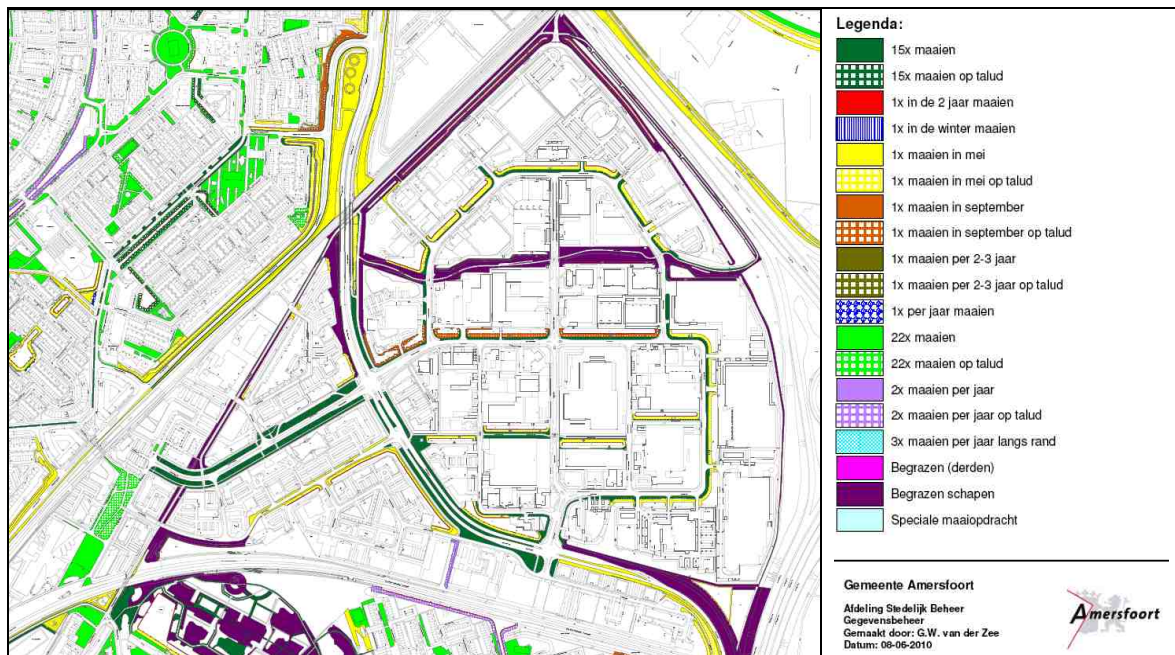 Legenda:
15x maaien
15x maaien op talud
1x in de 2 jaar maaien
1x in de winter maaien
1x maaien in mei
1x maaien in mei op talud
1x maaien in september
1x maaien in september op talud
1x maaien per 2-3 jaar
1x maaien per 2-3 jaar op talud
1x per jaar maaien
22x maaien
22x maaien op talud
2x maaien per jaar
2x maaien per jaar op talud
3x maaien per jaar langs rand
Begrazen (derden)
Begrazen schapen
Speciale maaiopdracht
Gemeente Amersfoort
Afdeling Stedelijk Beheer
Gegevensbeheer
Gemaakt door: G.W. van der Zee
Datum: 08-06-2010
Amersfoort